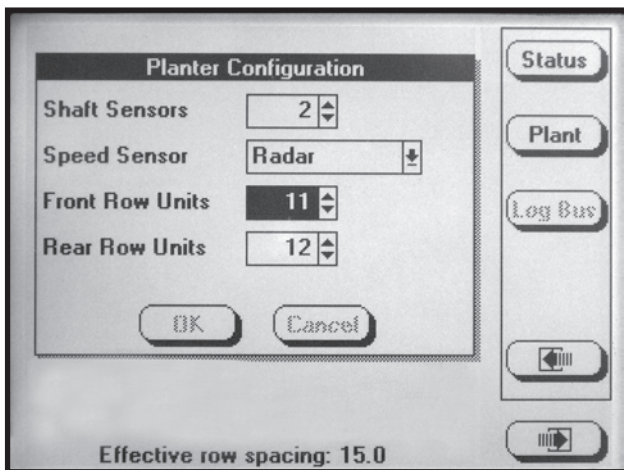 Planter Configuration
Shaft Sensors 2
Speed Sensor Radar
Front Row Units 11
Rear Row Units 12
OK Cancel
Effective row spacing: 15.0
Status
Plant
Log Bus